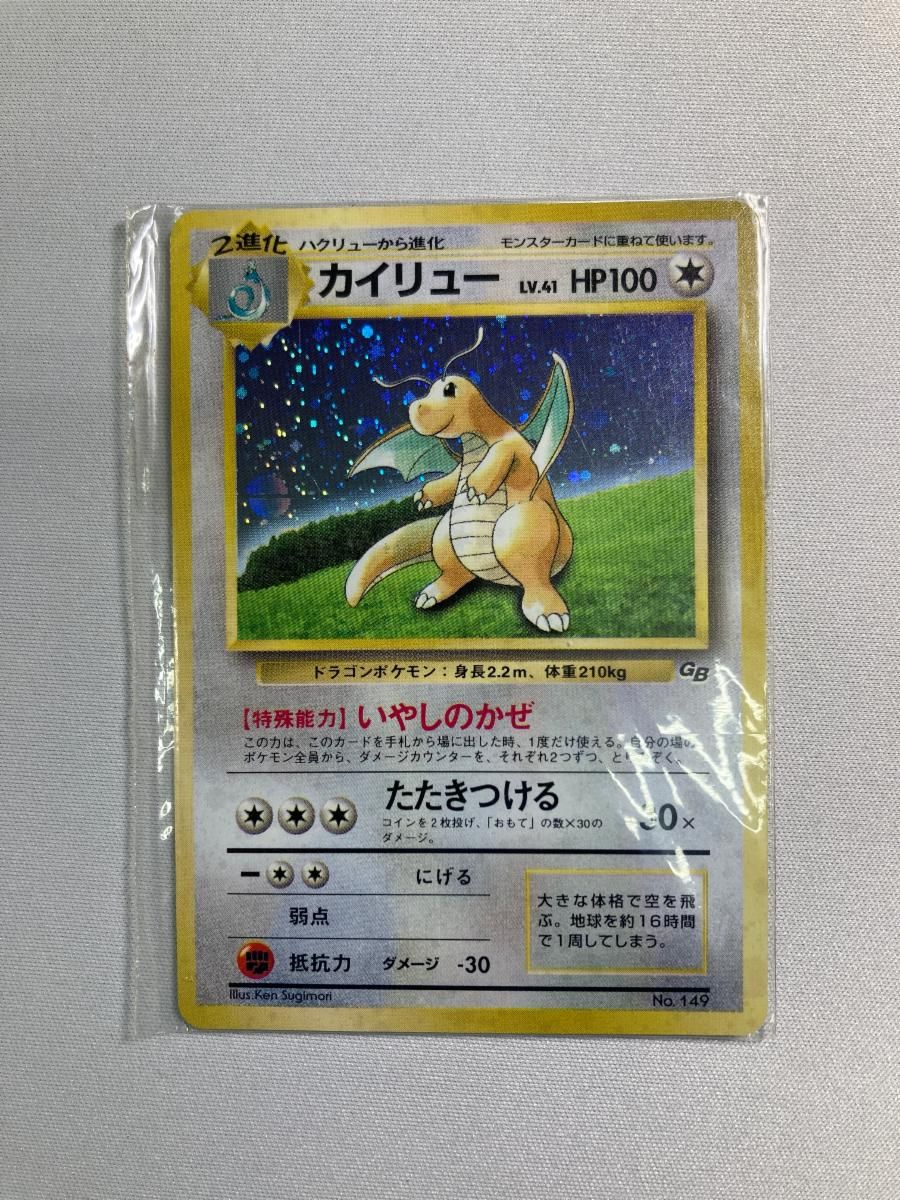 2進化 ハクリューから進化 モンスターカードに重ねて使います。
カイリュー LV.41 HP100
ドラゴンポケモン：身長2.2m、体重210kg
GB
【特殊能力】いやしのかぜ
この力は、このカードを手札から場に出した時、1度だけ使える。自分の場の
ポケモン全員から、ダメージカウンターを、それぞれ2つずつ、とりのぞく。
たたきつける 30×
コインを2枚投げ、「おもて」の数×30の
ダメージ。
にげる
弱点
抵抗力 ダメージ -30
大きな体格で空を飛
ぶ。地球を約16時間
で1周してしまう。
Illus.Ken Sugimori
No. 149